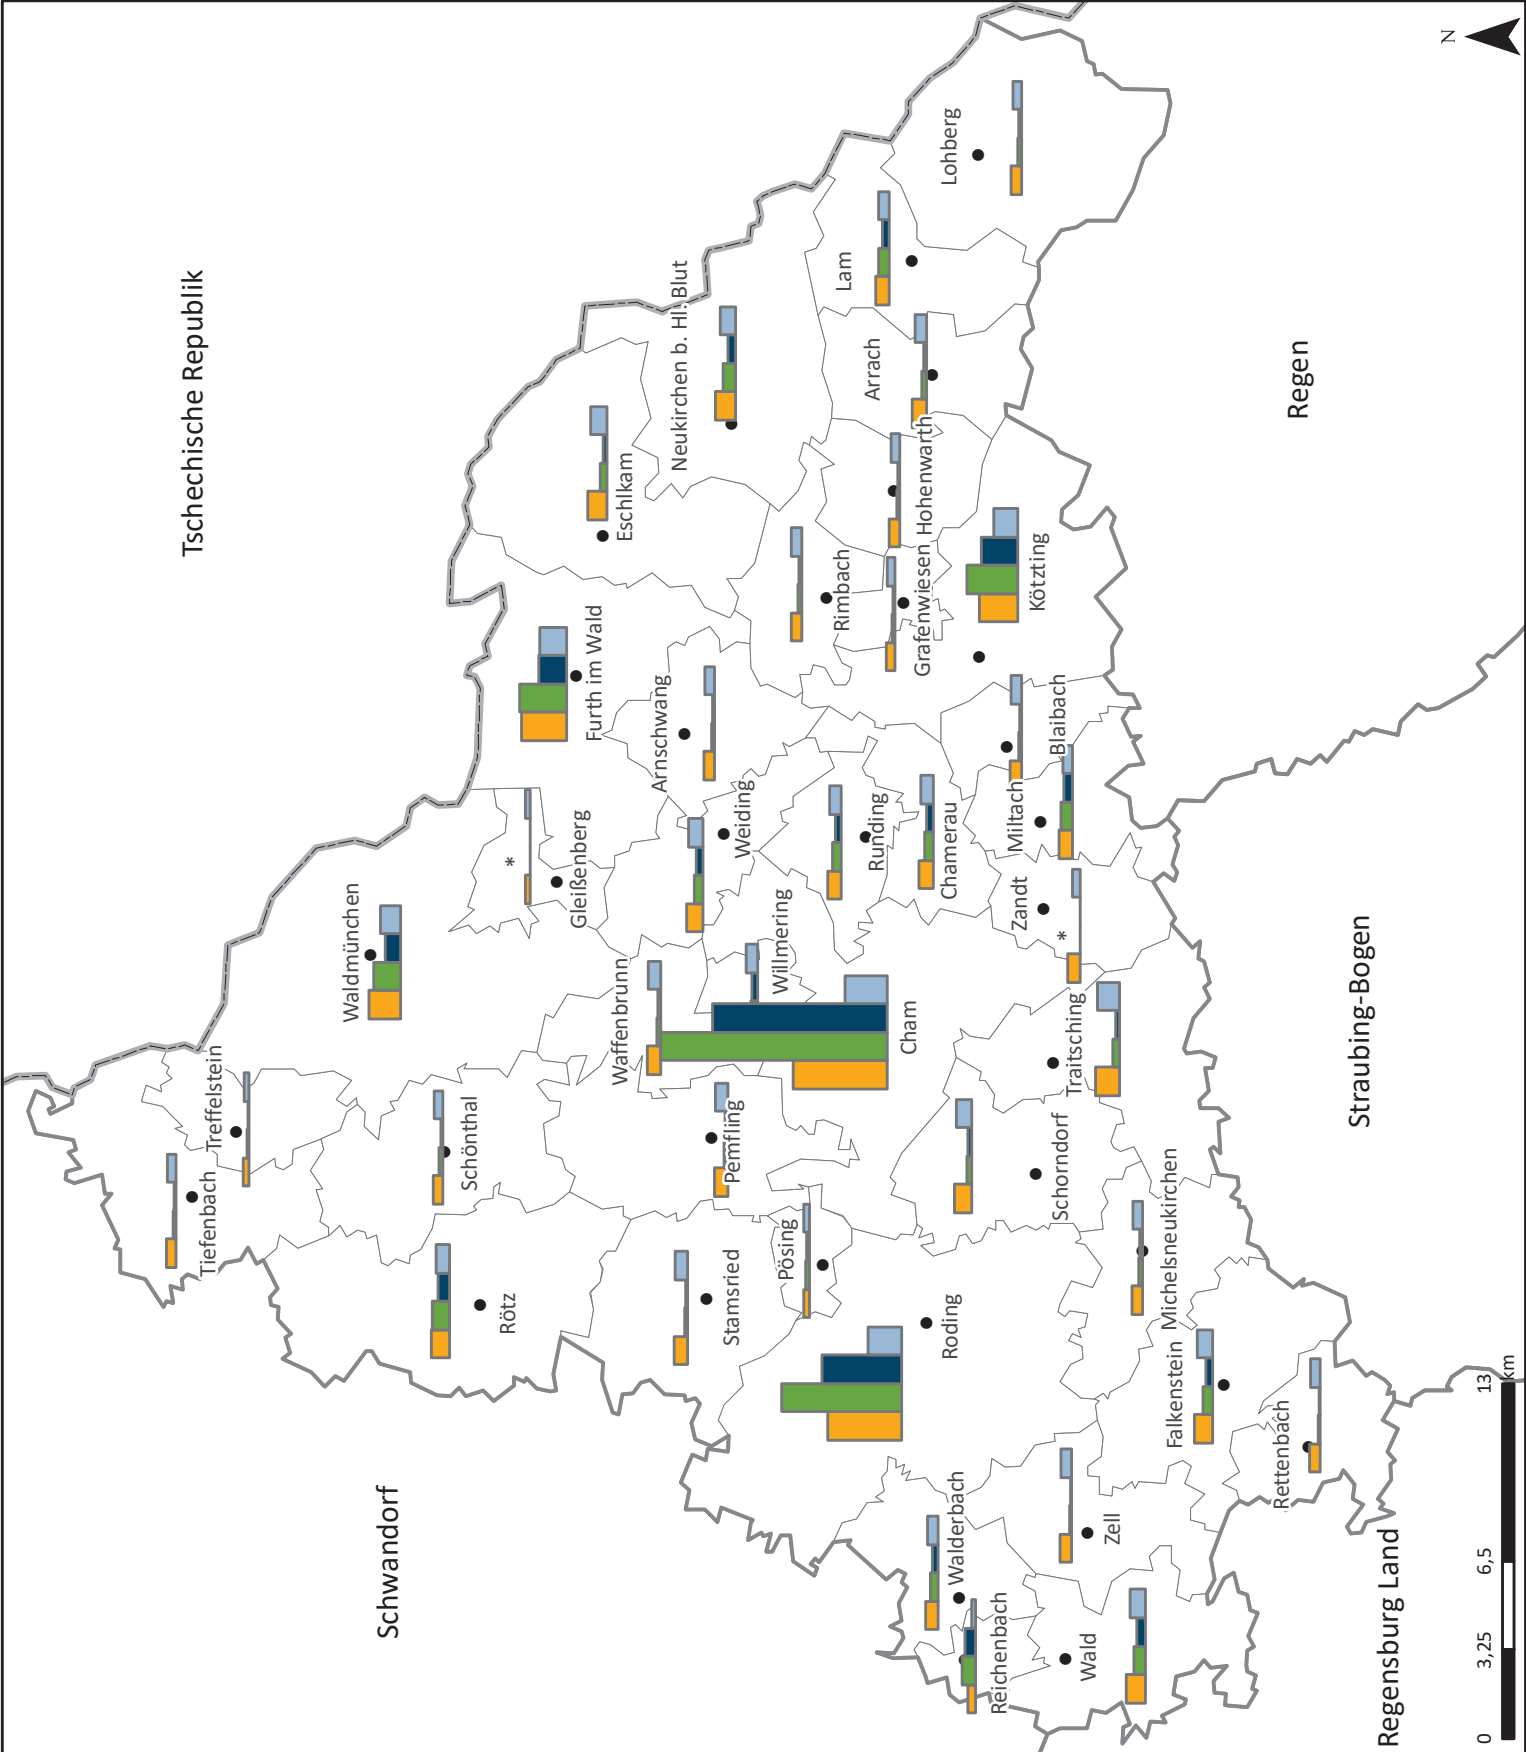 Tschechische Republik
Schwandorf
Regen
Straubing-Bogen
Regensburg Land
Tiefenbach
Treffelstein
Waldmünchen
Schönthal
Rötz
Gleißenberg
*
Furth im Wald
Eschlkam
Neukirchen b. Hl. Blut
Arnschwang
Weiding
Waffenbrunn
Willmering
Pemfling
Stamsried
Pösing
Cham
Runding
Chamerau
Rimbach
Grafenwiesen
Hohenwarth
Arrach
Lam
Lohberg
Kötzting
Blaibach
Miltach
Zandt
*
Traitsching
Schorndorf
Roding
Michelsneukirchen
Falkenstein
Rettenbach
Zell
Walderbach
Reichenbach
Wald
N
0 3,25 6,5 13
km